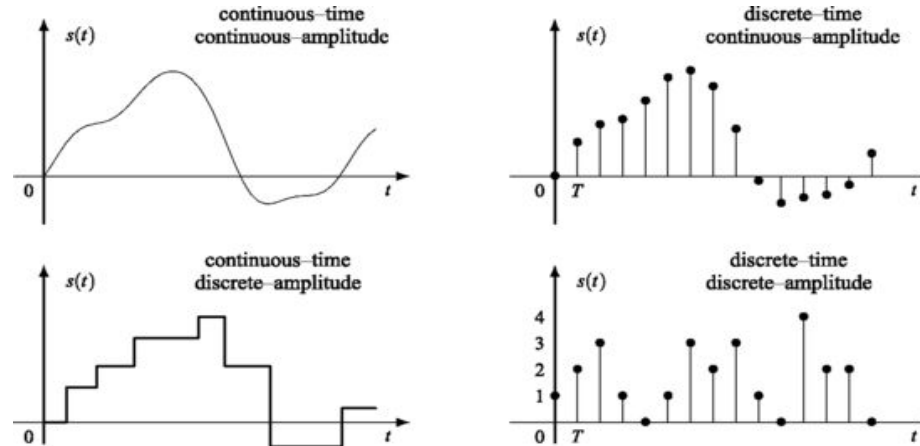 continuous–time
s(t)
continuous–amplitude
0
t
discrete–time
s(t)
continuous–amplitude
0
T
t
continuous–time
s(t)
discrete–amplitude
0
t
discrete–time
s(t)
discrete–amplitude
4
3
2
1
0
T
t